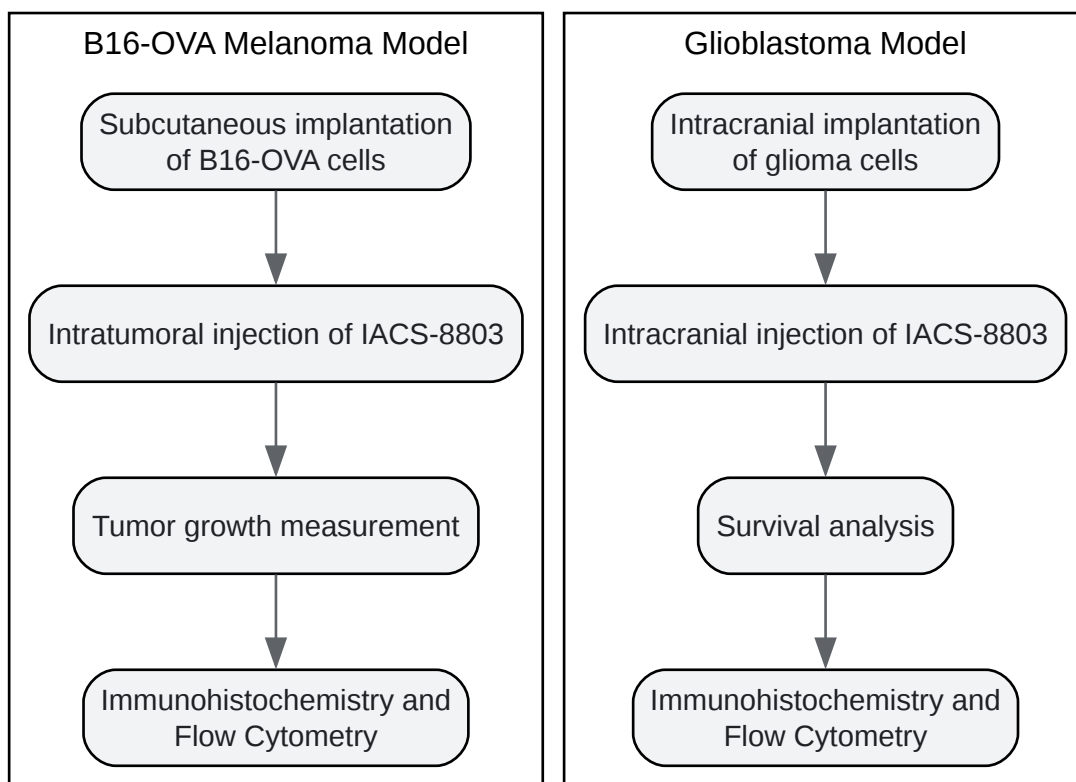 B16-OVA Melanoma Model
Subcutaneous implantation
of B16-OVA cells
Intratumoral injection of IACS-8803
Tumor growth measurement
Immunohistochemistry and
Flow Cytometry
Glioblastoma Model
Intracranial implantation
of glioma cells
Intracranial injection of IACS-8803
Survival analysis
Immunohistochemistry and
Flow Cytometry